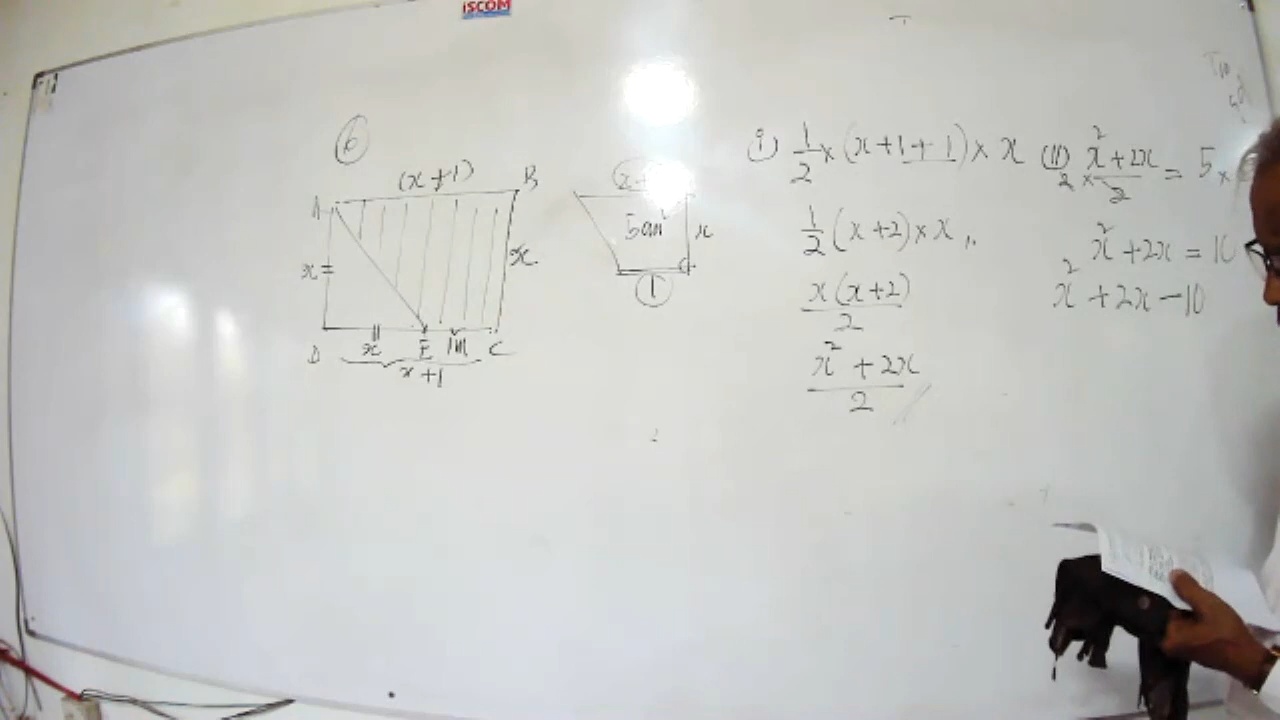 iSCOM
6
(x+1)
A
B
x
x
x
E
1m
C
D
x+1
5cm²
x
1
(i) 1/2 × (x+1+1) × x
1/2 (x+2) × x
x(x+2)/2
x² + 2x / 2
(ii) 2 × x² + 2x / 2 = 5 ×
x² + 2x = 10
x² + 2x - 10